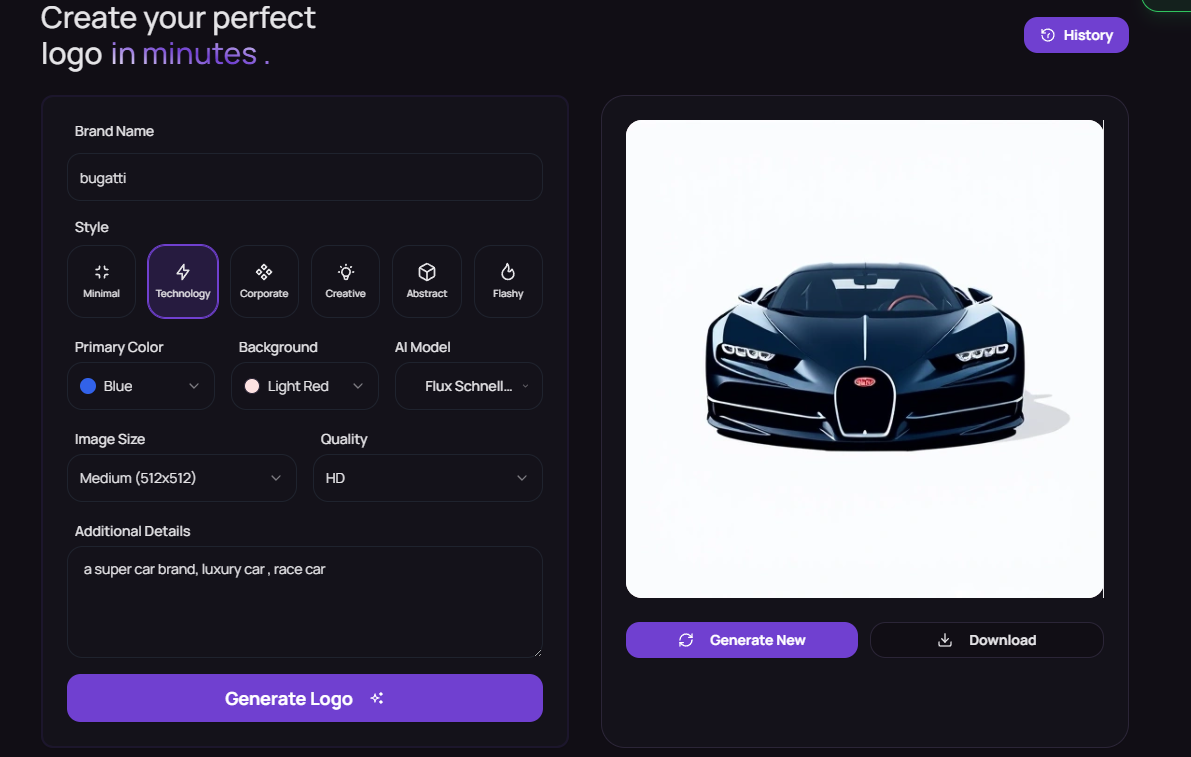 Create your perfect
logo in minutes .
History
Brand Name
bugatti
Style
Minimal
Technology
Corporate
Creative
Abstract
Flashy
Primary Color
Background
AI Model
Blue
Light Red
Flux Schnell...
Image Size
Quality
Medium (512x512)
HD
Additional Details
a super car brand, luxury car , race car
Generate Logo
Generate New
Download